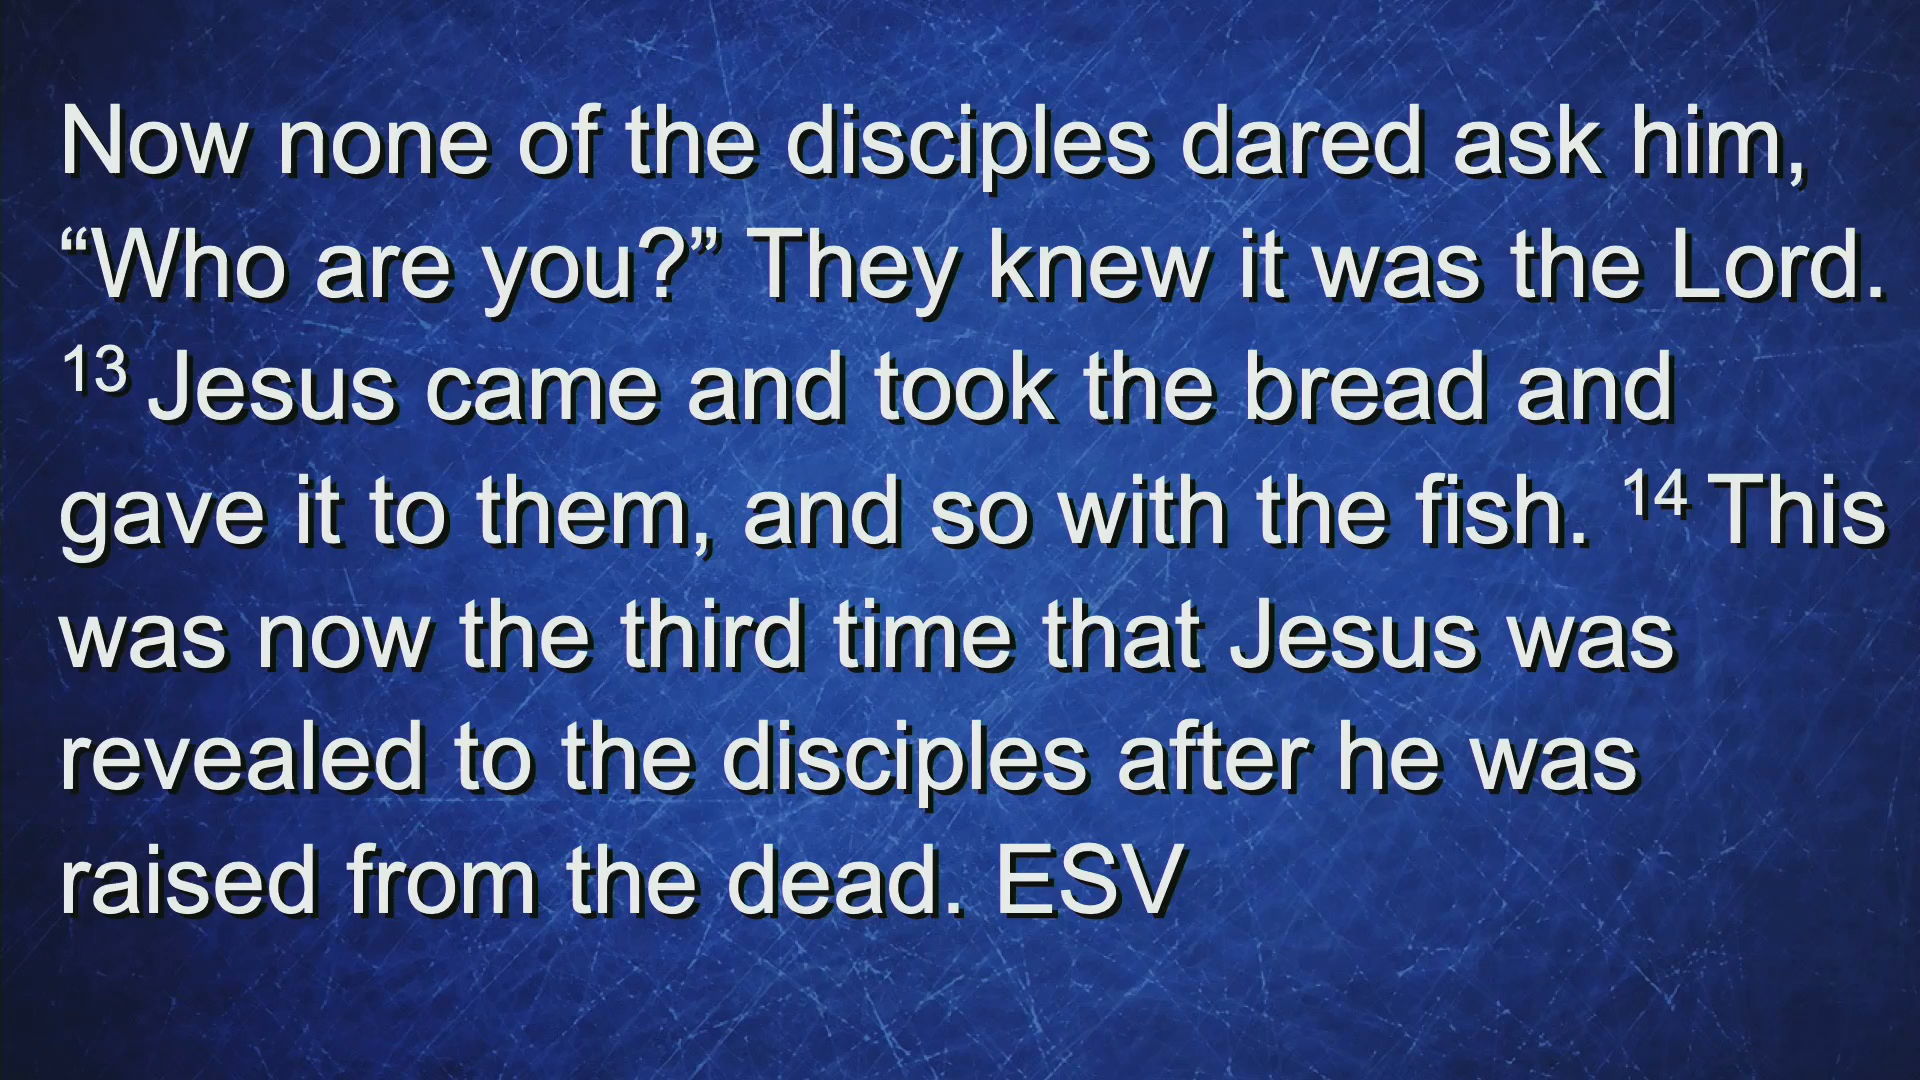 Now none of the disciples dared ask him,
“Who are you?” They knew it was the Lord.
13 Jesus came and took the bread and
gave it to them, and so with the fish. 14 This
was now the third time that Jesus was
revealed to the disciples after he was
raised from the dead. ESV